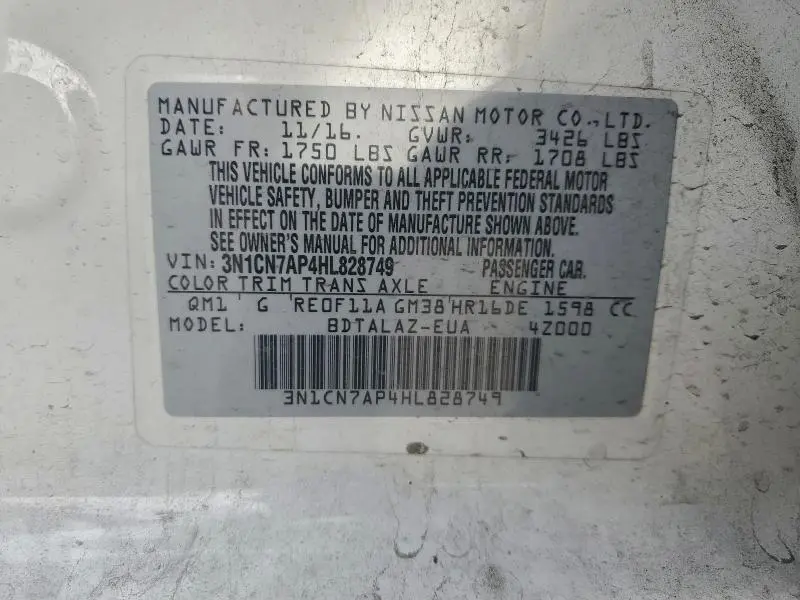 MANUFACTURED BY NISSAN MOTOR CO.,LTD.
DATE: 11/16. GVWR: 3426 LBS
GAWR FR: 1750 LBS GAWR RR: 1708 LBS
THIS VEHICLE CONFORMS TO ALL APPLICABLE FEDERAL MOTOR
VEHICLE SAFETY, BUMPER AND THEFT PREVENTION STANDARDS
IN EFFECT ON THE DATE OF MANUFACTURE SHOWN ABOVE.
SEE OWNER'S MANUAL FOR ADDITIONAL INFORMATION.
VIN: 3N1CN7AP4HL828749 PASSENGER CAR.
COLOR TRIM TRANS AXLE ENGINE
QM1 G RE0F11A GM38 HR16DE 1598 CC
MODEL: BDTALAZ-EUA 4Z000
3N1CN7AP4HL828749